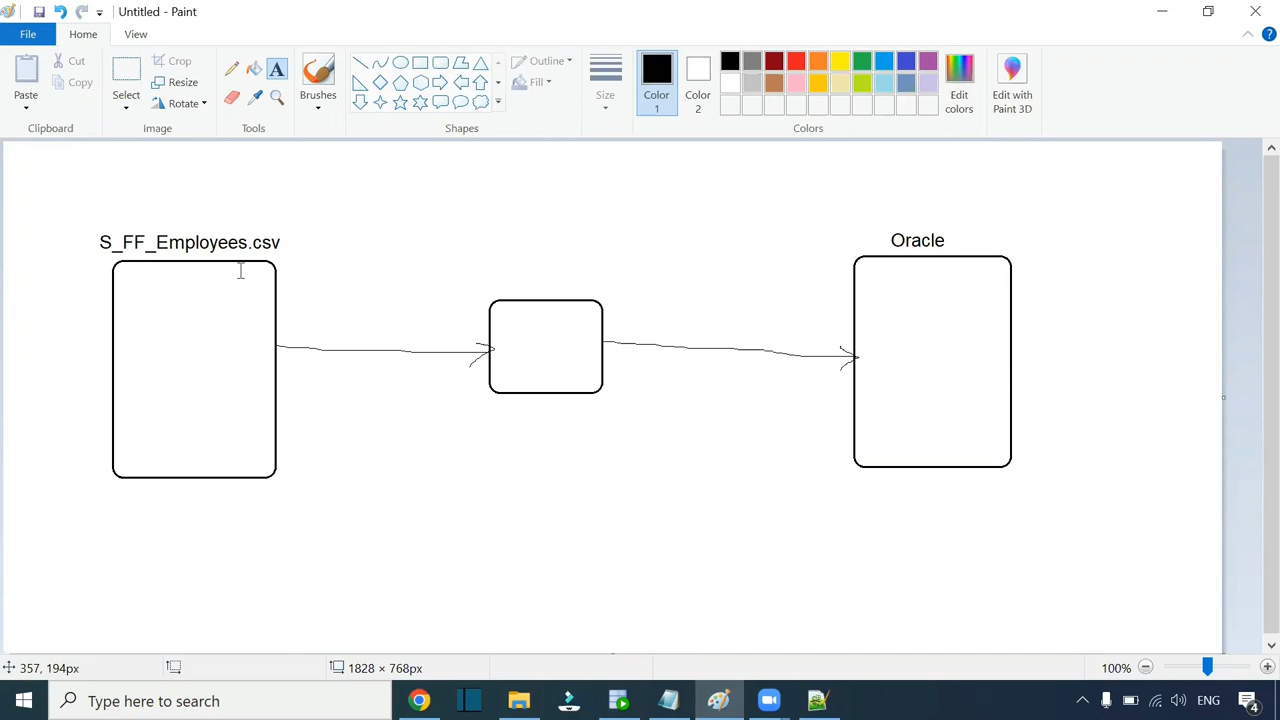 Untitled - Paint
File
Home
View
Paste
Cut
Copy
Clipboard
Select
Crop
Resize
Rotate
Image
A
Tools
Brushes
Outline
Fill
Shapes
Size
Color 1
Color 2
Edit colors
Colors
Edit with Paint 3D
S_FF_Employees.csv
Oracle
357, 194px
1828 × 768px
100%
Type here to search
ENG
4